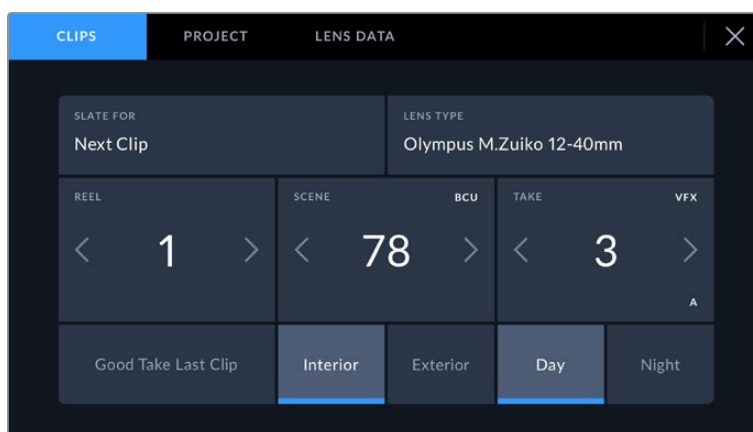 CLIPS PROJECT LENS DATA
SLATE FOR LENS TYPE
Next Clip Olympus M.Zuiko 12-40mm
REEL SCENE BCU TAKE VFX
1 78 3
A
Good Take Last Clip Interior Exterior Day Night